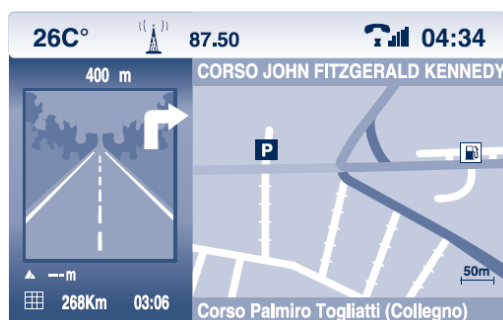 26C° 87.50 04:34
400 m
CORSO JOHN FITZGERALD KENNEDY
P
--m
50m
268Km 03:06
Corso Palmiro Togliatti (Collegno)